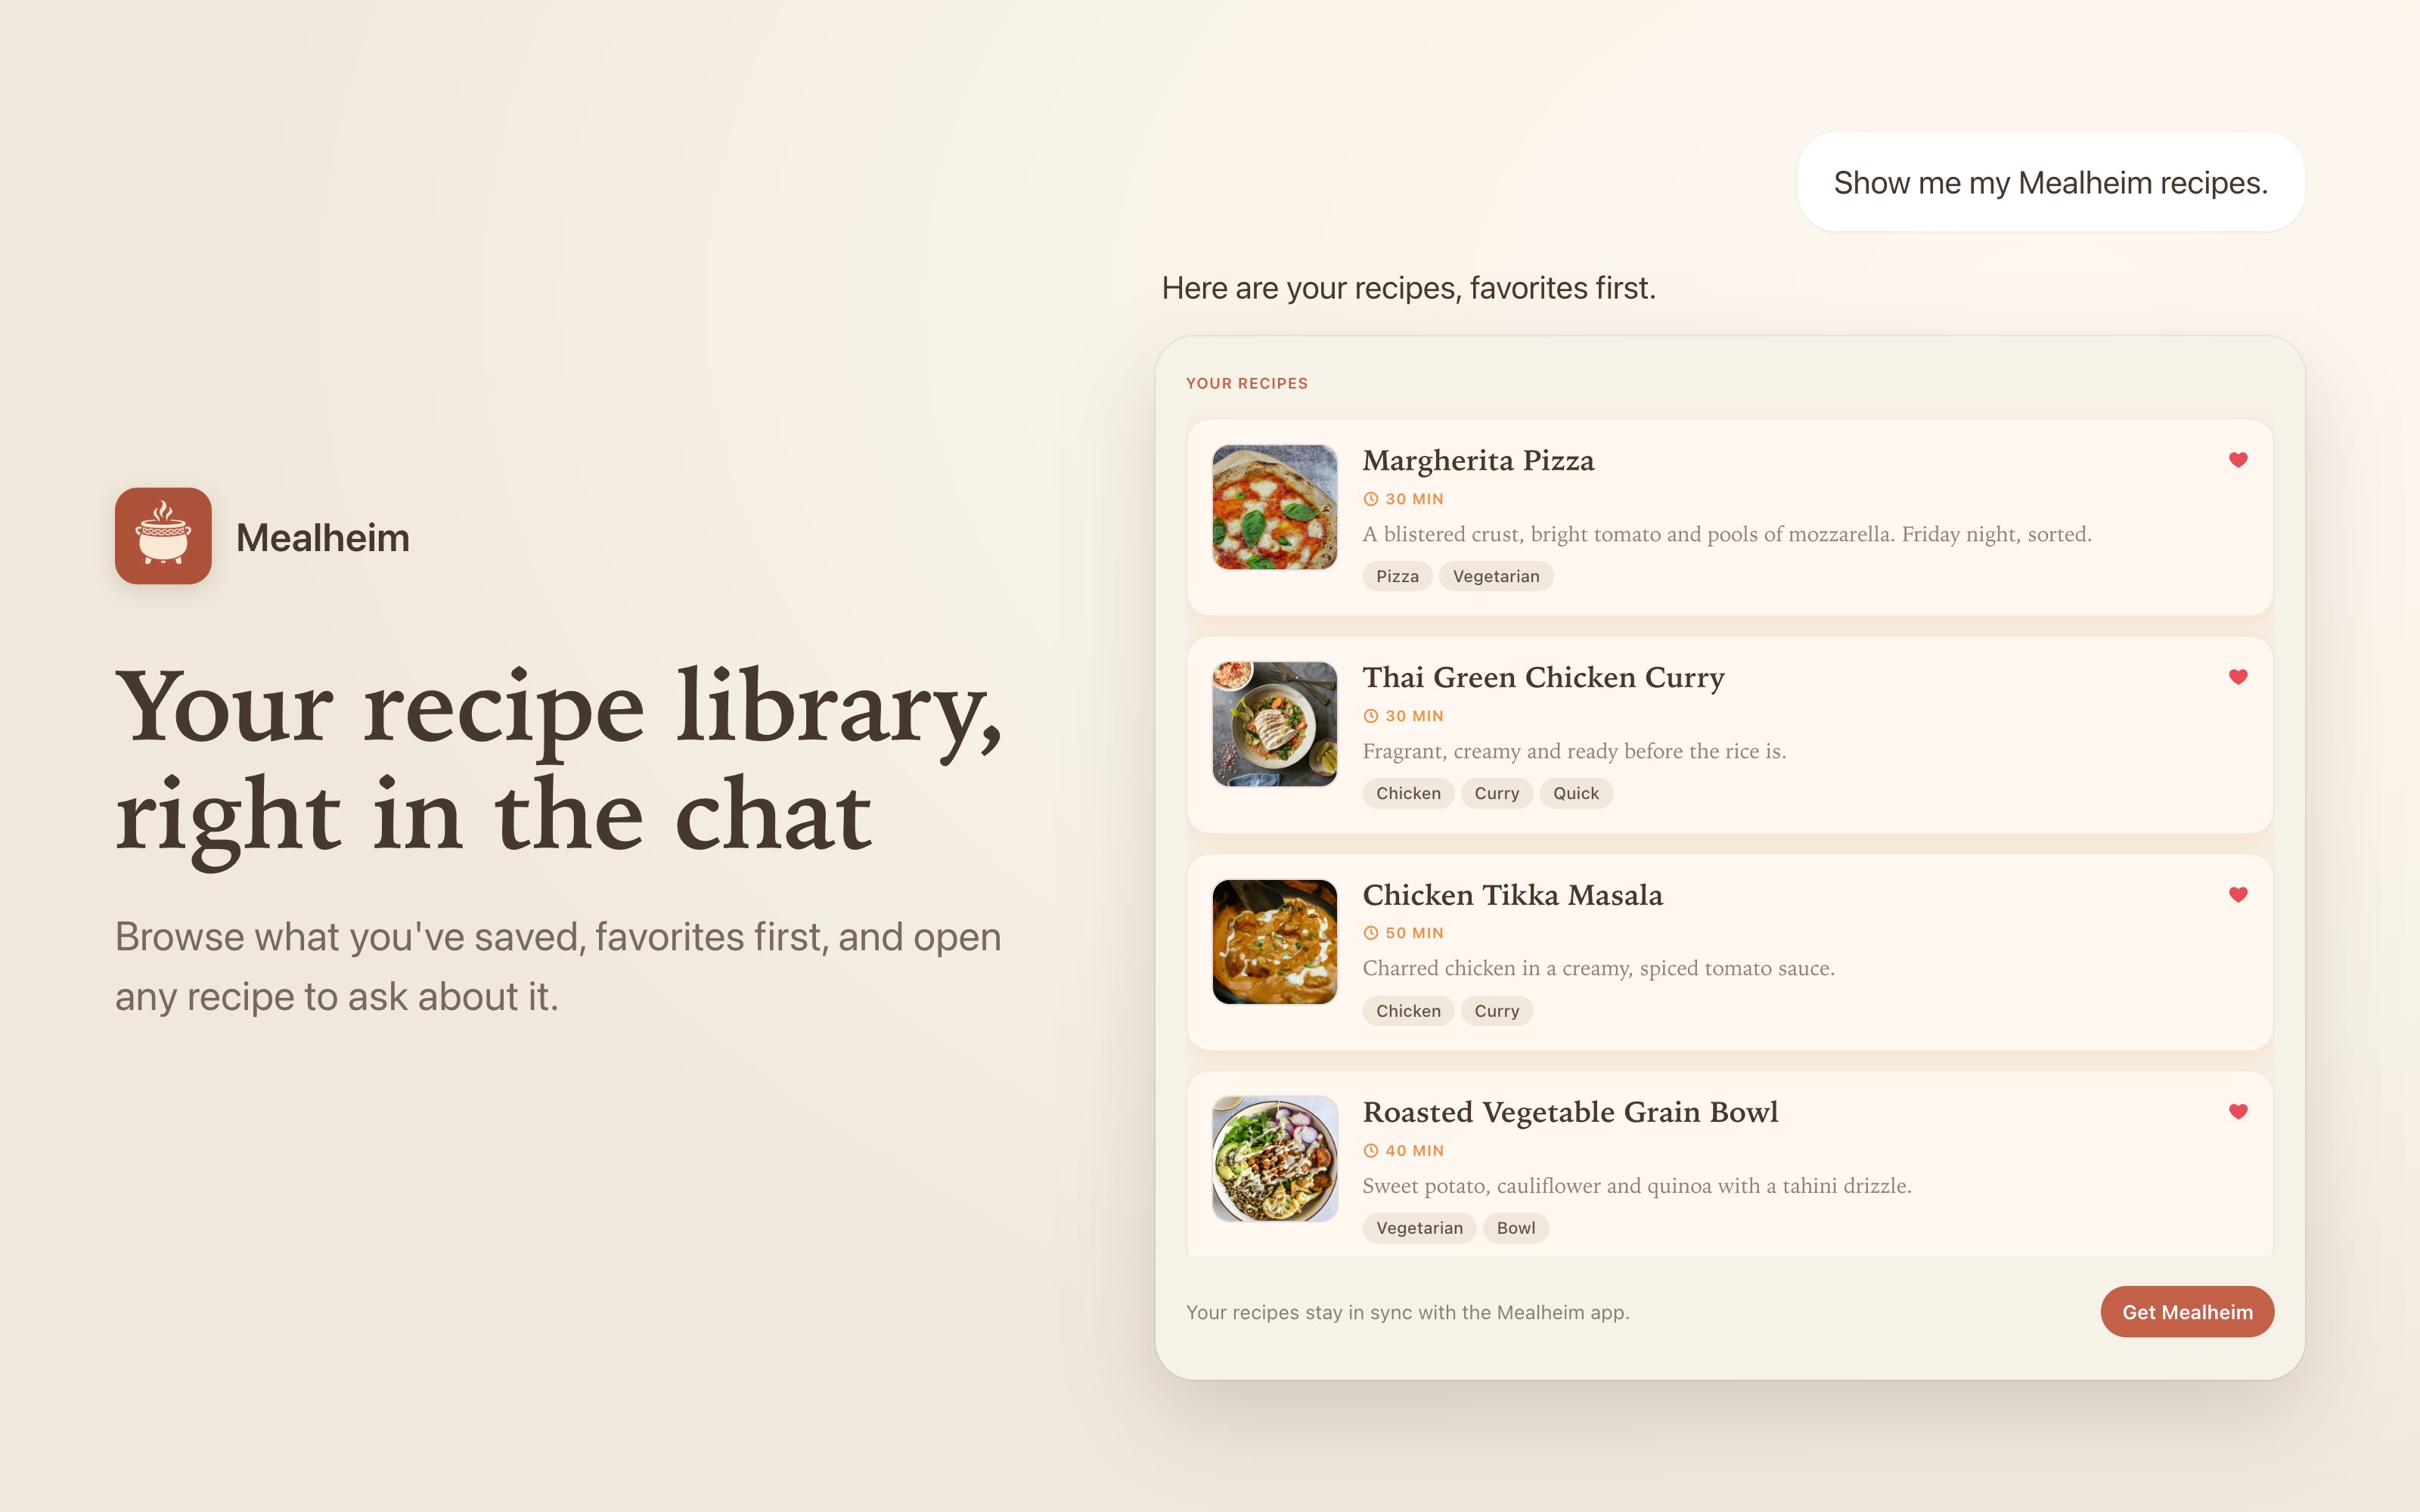 Mealheim
Your recipe library,
right in the chat
Browse what you've saved, favorites first, and open
any recipe to ask about it.
Show me my Mealheim recipes.
Here are your recipes, favorites first.
YOUR RECIPES
Margherita Pizza
30 MIN
A blistered crust, bright tomato and pools of mozzarella. Friday night, sorted.
Pizza Vegetarian
Thai Green Chicken Curry
30 MIN
Fragrant, creamy and ready before the rice is.
Chicken Curry Quick
Chicken Tikka Masala
50 MIN
Charred chicken in a creamy, spiced tomato sauce.
Chicken Curry
Roasted Vegetable Grain Bowl
40 MIN
Sweet potato, cauliflower and quinoa with a tahini drizzle.
Vegetarian Bowl
Your recipes stay in sync with the Mealheim app.
Get Mealheim